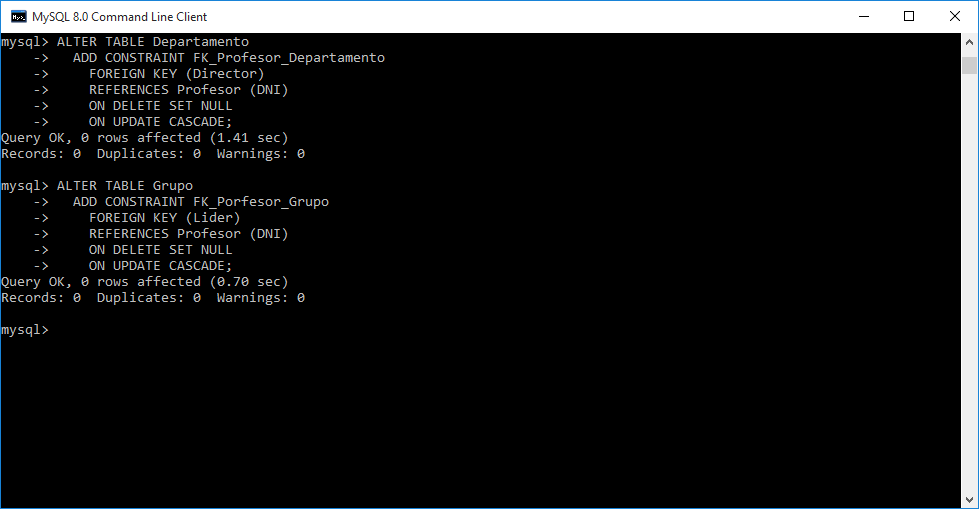 MySQL 8.0 Command Line Client
mysql> ALTER TABLE Departamento
    ->   ADD CONSTRAINT FK_Profesor_Departamento
    ->     FOREIGN KEY (Director)
    ->     REFERENCES Profesor (DNI)
    ->     ON DELETE SET NULL
    ->     ON UPDATE CASCADE;
Query OK, 0 rows affected (1.41 sec)
Records: 0  Duplicates: 0  Warnings: 0
mysql> ALTER TABLE Grupo
    ->   ADD CONSTRAINT FK_Porfesor_Grupo
    ->     FOREIGN KEY (Lider)
    ->     REFERENCES Profesor (DNI)
    ->     ON DELETE SET NULL
    ->     ON UPDATE CASCADE;
Query OK, 0 rows affected (0.70 sec)
Records: 0  Duplicates: 0  Warnings: 0
mysql>